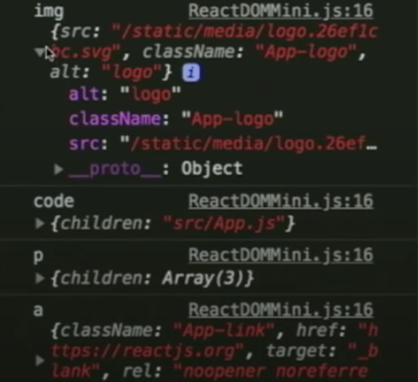 img ReactDOMMini.js:16
{src: "/static/media/logo.26ef1c
bc.svg", className: "App-logo",
alt: "logo"} i
alt: "logo"
className: "App-logo"
src: "/static/media/logo.26ef…
▶ __proto__: Object
code ReactDOMMini.js:16
▶ {children: "src/App.js"}
p ReactDOMMini.js:16
▶ {children: Array(3)}
a ReactDOMMini.js:16
{className: "App-link", href: "h
ttps://reactjs.org", target: "_b
▶ lank", rel: "noopener noreferre